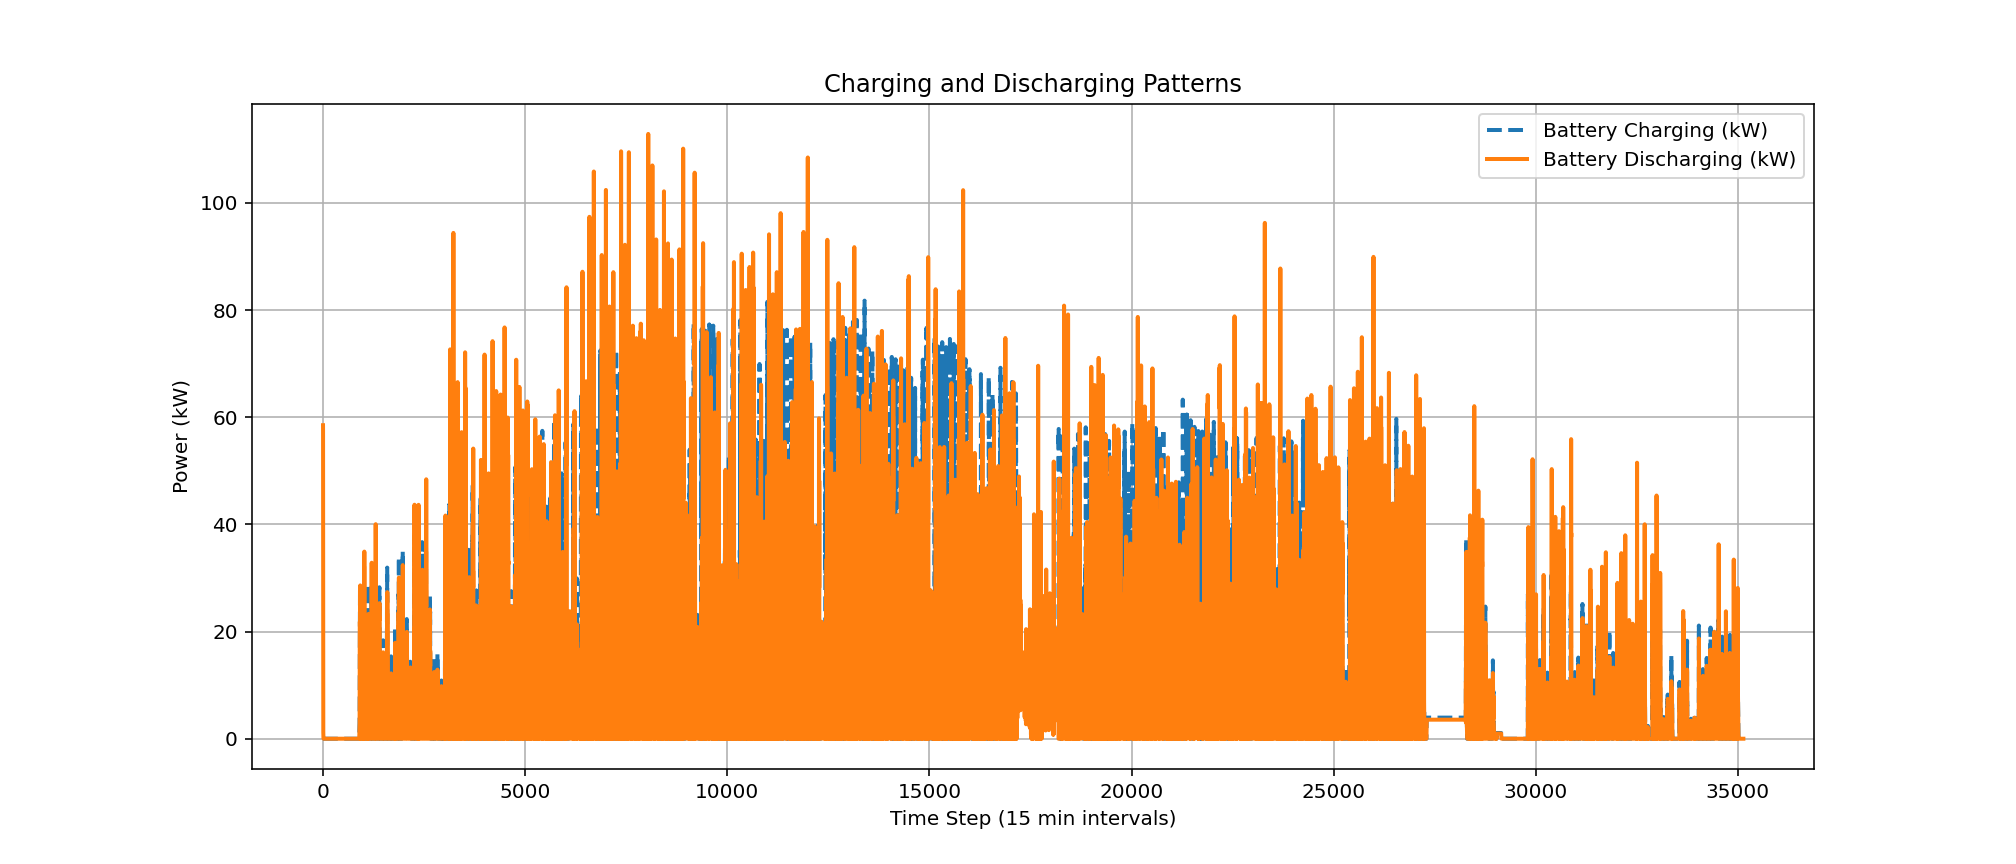 Charging and Discharging Patterns
Battery Charging (kW)
Battery Discharging (kW)
Power (kW)
100
80
60
40
20
0
0 5000 10000 15000 20000 25000 30000 35000
Time Step (15 min intervals)